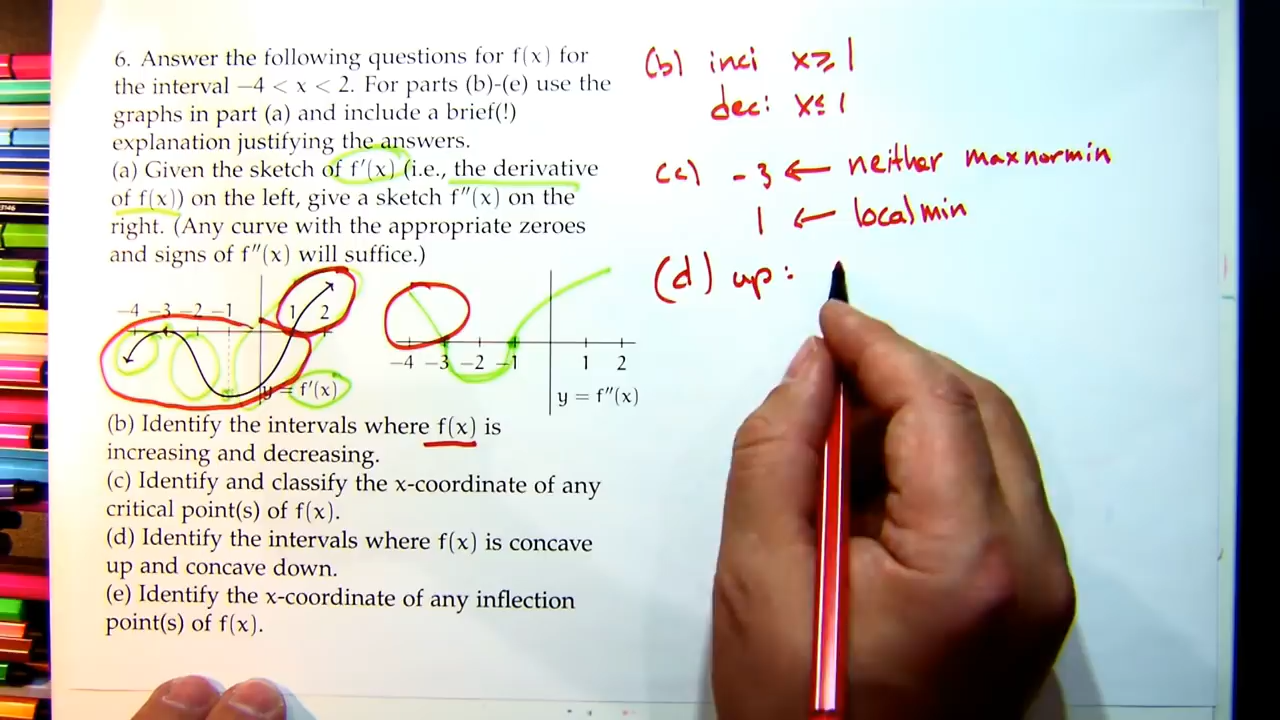 6. Answer the following questions for f(x) for
the interval −4 < x < 2. For parts (b)-(e) use the
graphs in part (a) and include a brief(!)
explanation justifying the answers.
(a) Given the sketch of f′(x) (i.e., the derivative
of f(x)) on the left, give a sketch f″(x) on the
right. (Any curve with the appropriate zeroes
and signs of f″(x) will suffice.)
−4 −3 −2 −1 1 2
y = f′(x)
−4 −3 −2 −1 1 2
y = f″(x)
(b) Identify the intervals where f(x) is
increasing and decreasing.
(c) Identify and classify the x-coordinate of any
critical point(s) of f(x).
(d) Identify the intervals where f(x) is concave
up and concave down.
(e) Identify the x-coordinate of any inflection
point(s) of f(x).
(b) inc: x ≥ 1
dec: x ≤ 1
(c) -3 ← neither max nor min
1 ← local min
(d) up: